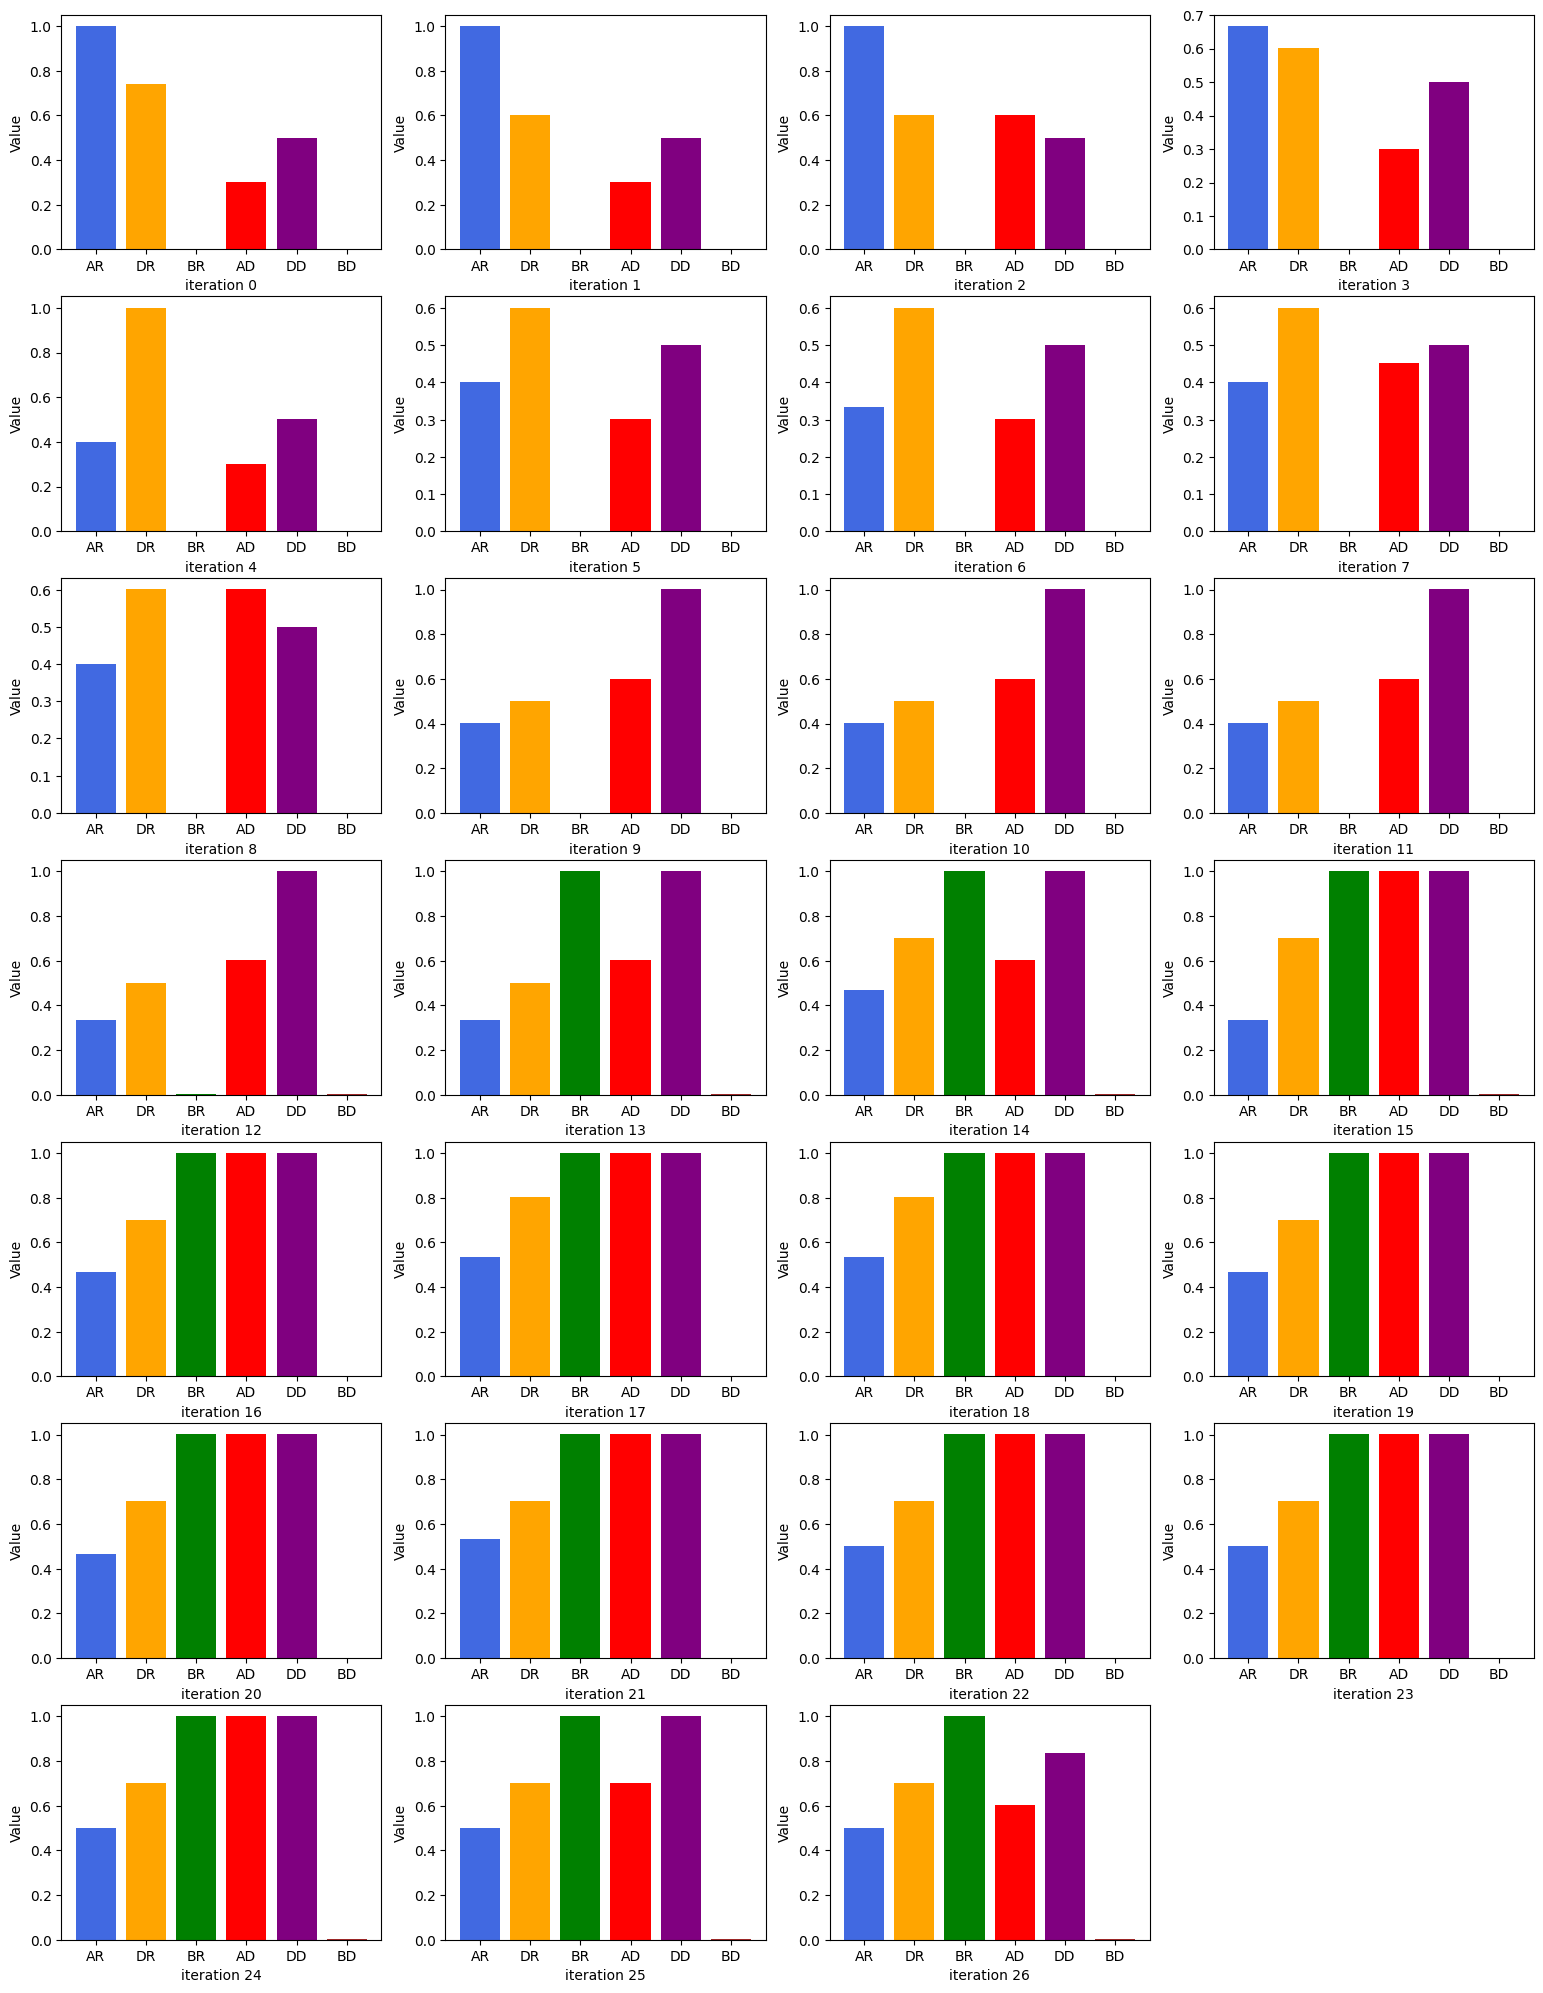 1.0
0.8
0.6
0.4
0.2
0.0
Value
AR DR BR AD DD BD
iteration 0
1.0
0.8
0.6
0.4
0.2
0.0
Value
AR DR BR AD DD BD
iteration 1
1.0
0.8
0.6
0.4
0.2
0.0
Value
AR DR BR AD DD BD
iteration 2
0.7
0.6
0.5
0.4
0.3
0.2
0.1
0.0
Value
AR DR BR AD DD BD
iteration 3
1.0
0.8
0.6
0.4
0.2
0.0
Value
AR DR BR AD DD BD
iteration 4
0.6
0.5
0.4
0.3
0.2
0.1
0.0
Value
AR DR BR AD DD BD
iteration 5
0.6
0.5
0.4
0.3
0.2
0.1
0.0
Value
AR DR BR AD DD BD
iteration 6
0.6
0.5
0.4
0.3
0.2
0.1
0.0
Value
AR DR BR AD DD BD
iteration 7
0.6
0.5
0.4
0.3
0.2
0.1
0.0
Value
AR DR BR AD DD BD
iteration 8
1.0
0.8
0.6
0.4
0.2
0.0
Value
AR DR BR AD DD BD
iteration 9
1.0
0.8
0.6
0.4
0.2
0.0
Value
AR DR BR AD DD BD
iteration 10
1.0
0.8
0.6
0.4
0.2
0.0
Value
AR DR BR AD DD BD
iteration 11
1.0
0.8
0.6
0.4
0.2
0.0
Value
AR DR BR AD DD BD
iteration 12
1.0
0.8
0.6
0.4
0.2
0.0
Value
AR DR BR AD DD BD
iteration 13
1.0
0.8
0.6
0.4
0.2
0.0
Value
AR DR BR AD DD BD
iteration 14
1.0
0.8
0.6
0.4
0.2
0.0
Value
AR DR BR AD DD BD
iteration 15
1.0
0.8
0.6
0.4
0.2
0.0
Value
AR DR BR AD DD BD
iteration 16
1.0
0.8
0.6
0.4
0.2
0.0
Value
AR DR BR AD DD BD
iteration 17
1.0
0.8
0.6
0.4
0.2
0.0
Value
AR DR BR AD DD BD
iteration 18
1.0
0.8
0.6
0.4
0.2
0.0
Value
AR DR BR AD DD BD
iteration 19
1.0
0.8
0.6
0.4
0.2
0.0
Value
AR DR BR AD DD BD
iteration 20
1.0
0.8
0.6
0.4
0.2
0.0
Value
AR DR BR AD DD BD
iteration 21
1.0
0.8
0.6
0.4
0.2
0.0
Value
AR DR BR AD DD BD
iteration 22
1.0
0.8
0.6
0.4
0.2
0.0
Value
AR DR BR AD DD BD
iteration 23
1.0
0.8
0.6
0.4
0.2
0.0
Value
AR DR BR AD DD BD
iteration 24
1.0
0.8
0.6
0.4
0.2
0.0
Value
AR DR BR AD DD BD
iteration 25
1.0
0.8
0.6
0.4
0.2
0.0
Value
AR DR BR AD DD BD
iteration 26